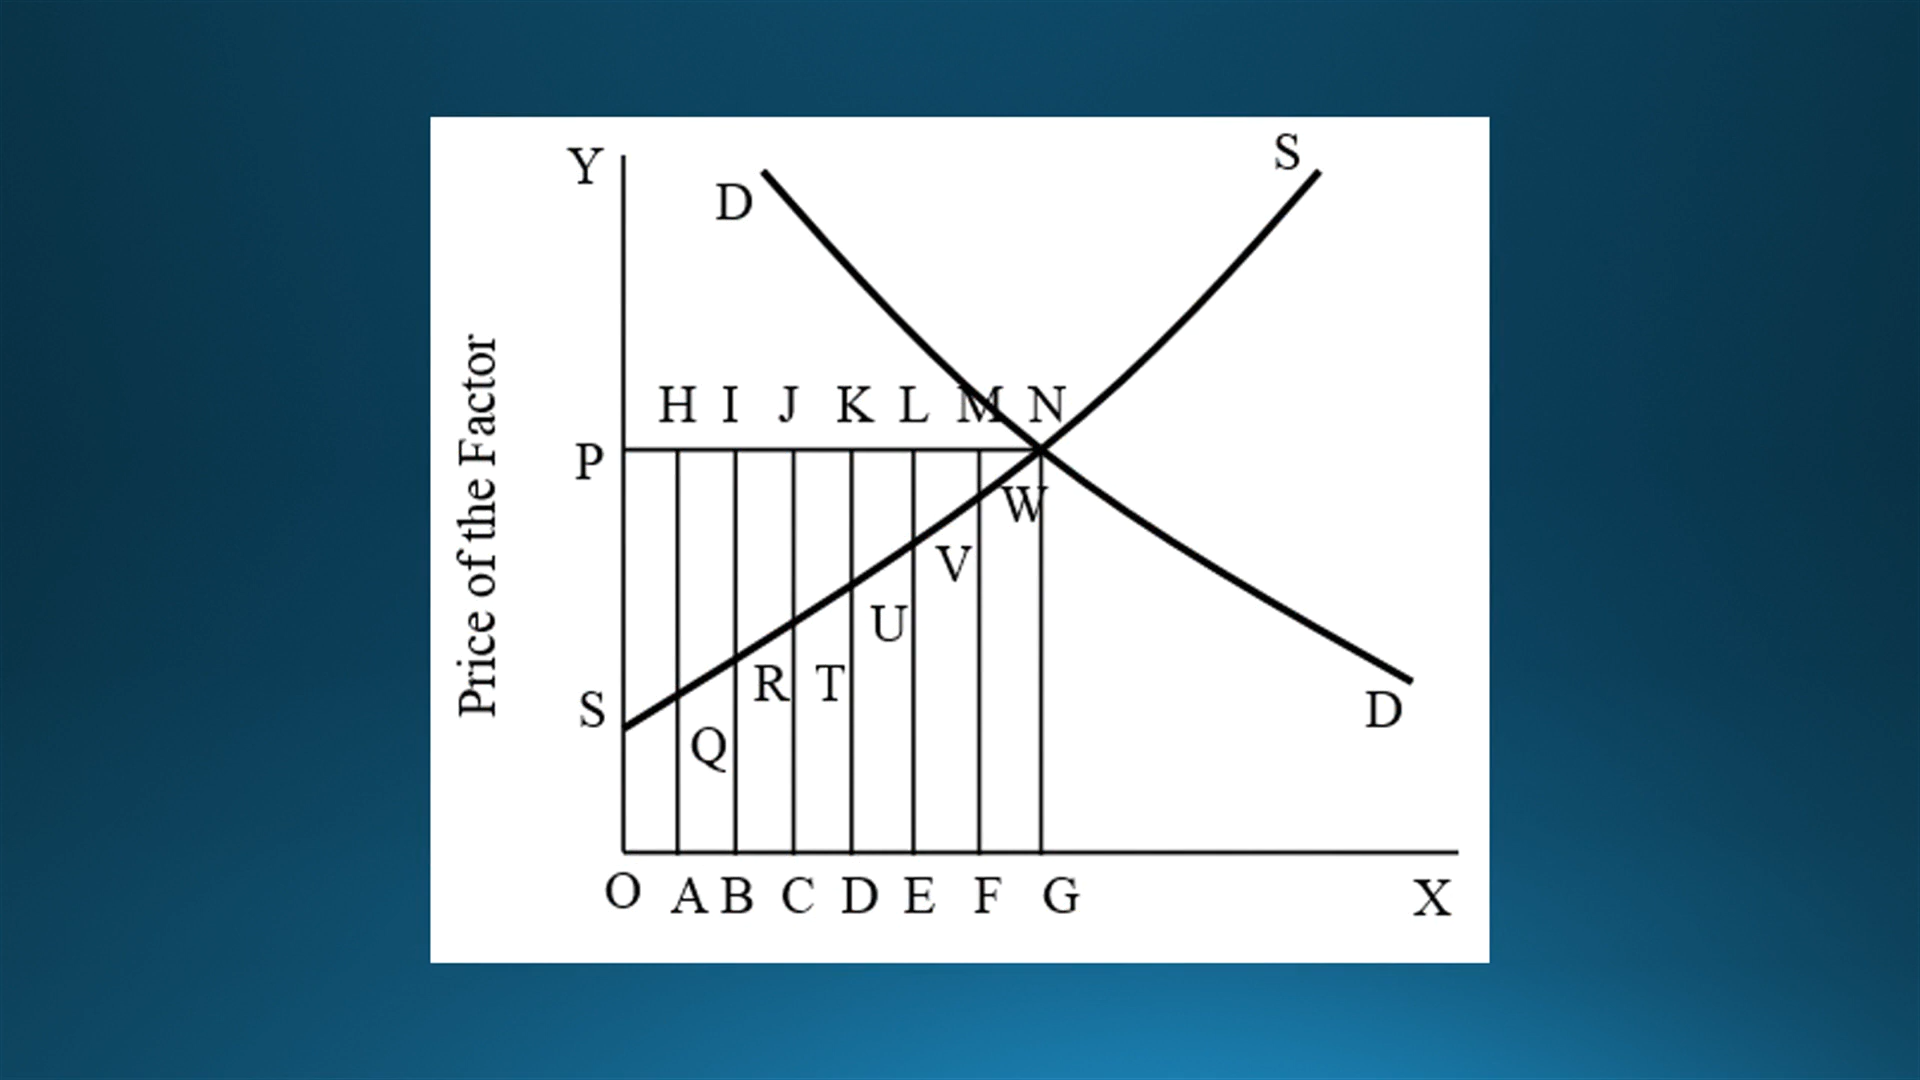 Y
S
D
Price of the Factor
H I J K L M N
P
W
V
U
R T
S
Q
D
O A B C D E F G X